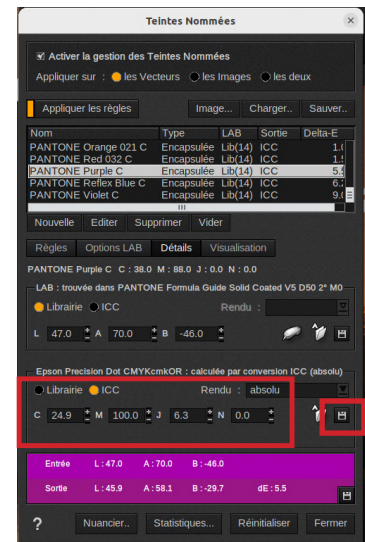 Teintes Nommées
Activer la gestion des Teintes Nommées
Appliquer sur : les Vecteurs les Images les deux
Appliquer les règles Image... Charger.. Sauver..
Nom Type LAB Sortie Delta-E
PANTONE Orange 021 C Encapsulée Lib(14) ICC
PANTONE Red 032 C Encapsulée Lib(14) ICC
PANTONE Purple C Encapsulée Lib(14) ICC
PANTONE Reflex Blue C Encapsulée Lib(14) ICC
PANTONE Violet C Encapsulée Lib(14) ICC
Nouvelle Editer Supprimer Vider
Règles Options LAB Détails Visualisation
PANTONE Purple C C : 38.0 M : 88.0 J : 0.0 N : 0.0
LAB : trouvée dans PANTONE Formula Guide Solid Coated V5 D50 2° M0
Librairie ICC Rendu :
L 47.0 A 70.0 B -46.0
Epson Precision Dot CMYKcmkOR : calculée par conversion ICC (absolu)
Librairie ICC Rendu : absolu
C 24.9 M 100.0 J 6.3 N 0.0
Entrée L : 47.0 A : 70.0 B : -46.0
Sortie L : 45.9 A : 58.1 B : -29.7 dE : 5.5
? Nuancier.. Statistiques... Réinitialiser Fermer